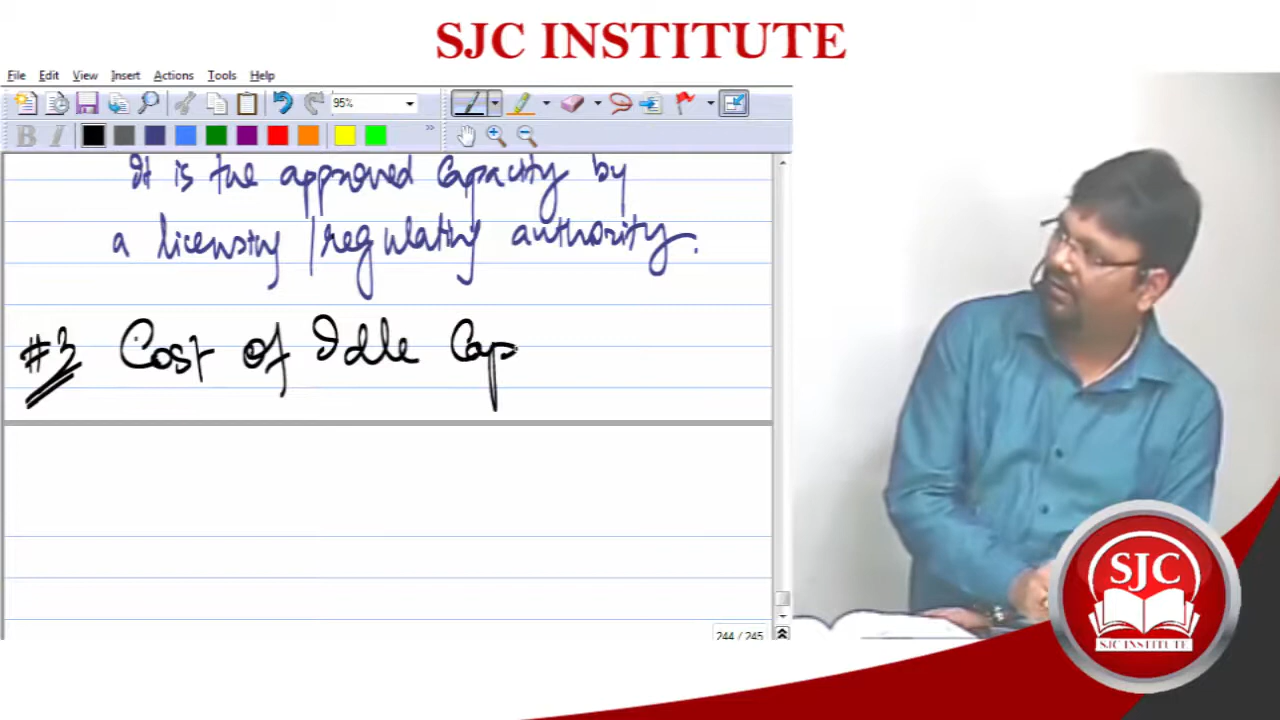 SJC INSTITUTE
File Edit View Insert Actions Tools Help
95%
B I
It is the approved Capacity by
a licensing /regulating authority.
#3 Cost of Idle Cap
244 / 245
SJC
SJC INSTITUTE